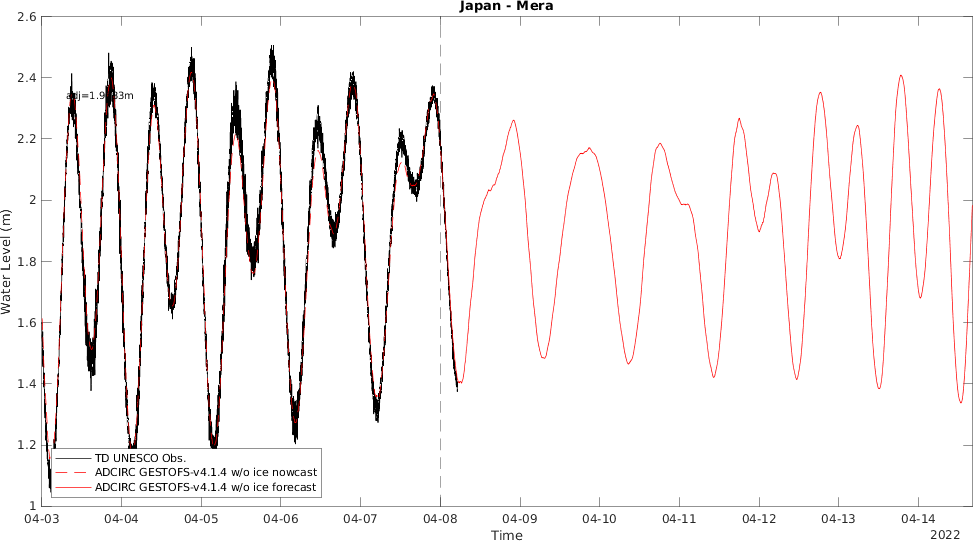 Japan - Mera
2.6
2.4
2.2
2
1.8
1.6
1.4
1.2
1
Water Level (m)
TD UNESCO Obs.
ADCIRC GESTOFS-v4.1.4 w/o ice nowcast
ADCIRC GESTOFS-v4.1.4 w/o ice forecast
04-03 04-04 04-05 04-06 04-07 04-08 04-09 04-10 04-11 04-12 04-13 04-14
Time
2022